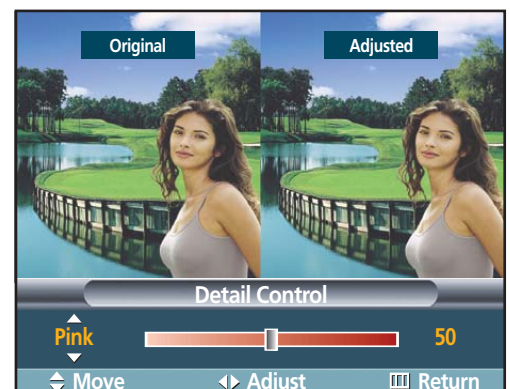 Original Adjusted
Detail Control
Pink 50
Move Adjust Return